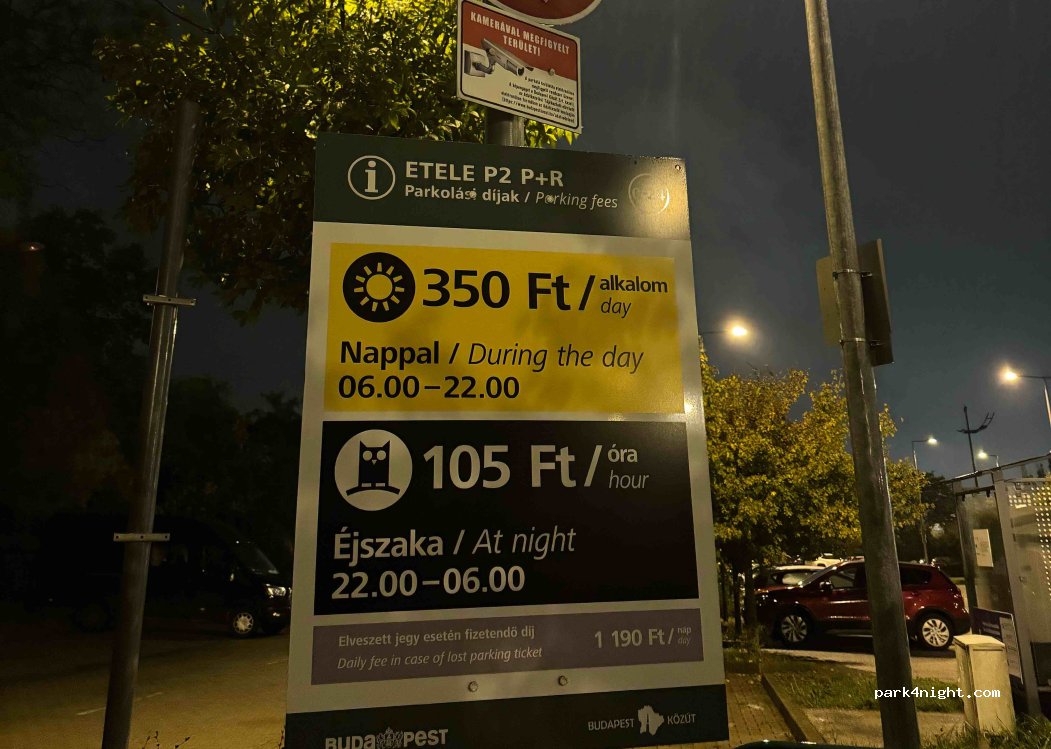 KAMERÁVAL MEGFIGYELT
TERÜLET!
ETELE P2 P+R
Parkolási díjak / Parking fees
350 Ft / alkalom
day
Nappal / During the day
06.00–22.00
105 Ft / óra
hour
Éjszaka / At night
22.00–06.00
Elveszett jegy esetén fizetendő díj
Daily fee in case of lost parking ticket
1 190 Ft / nap
day
BUDAPEST
BUDAPEST KÖZÚT
park4night.com